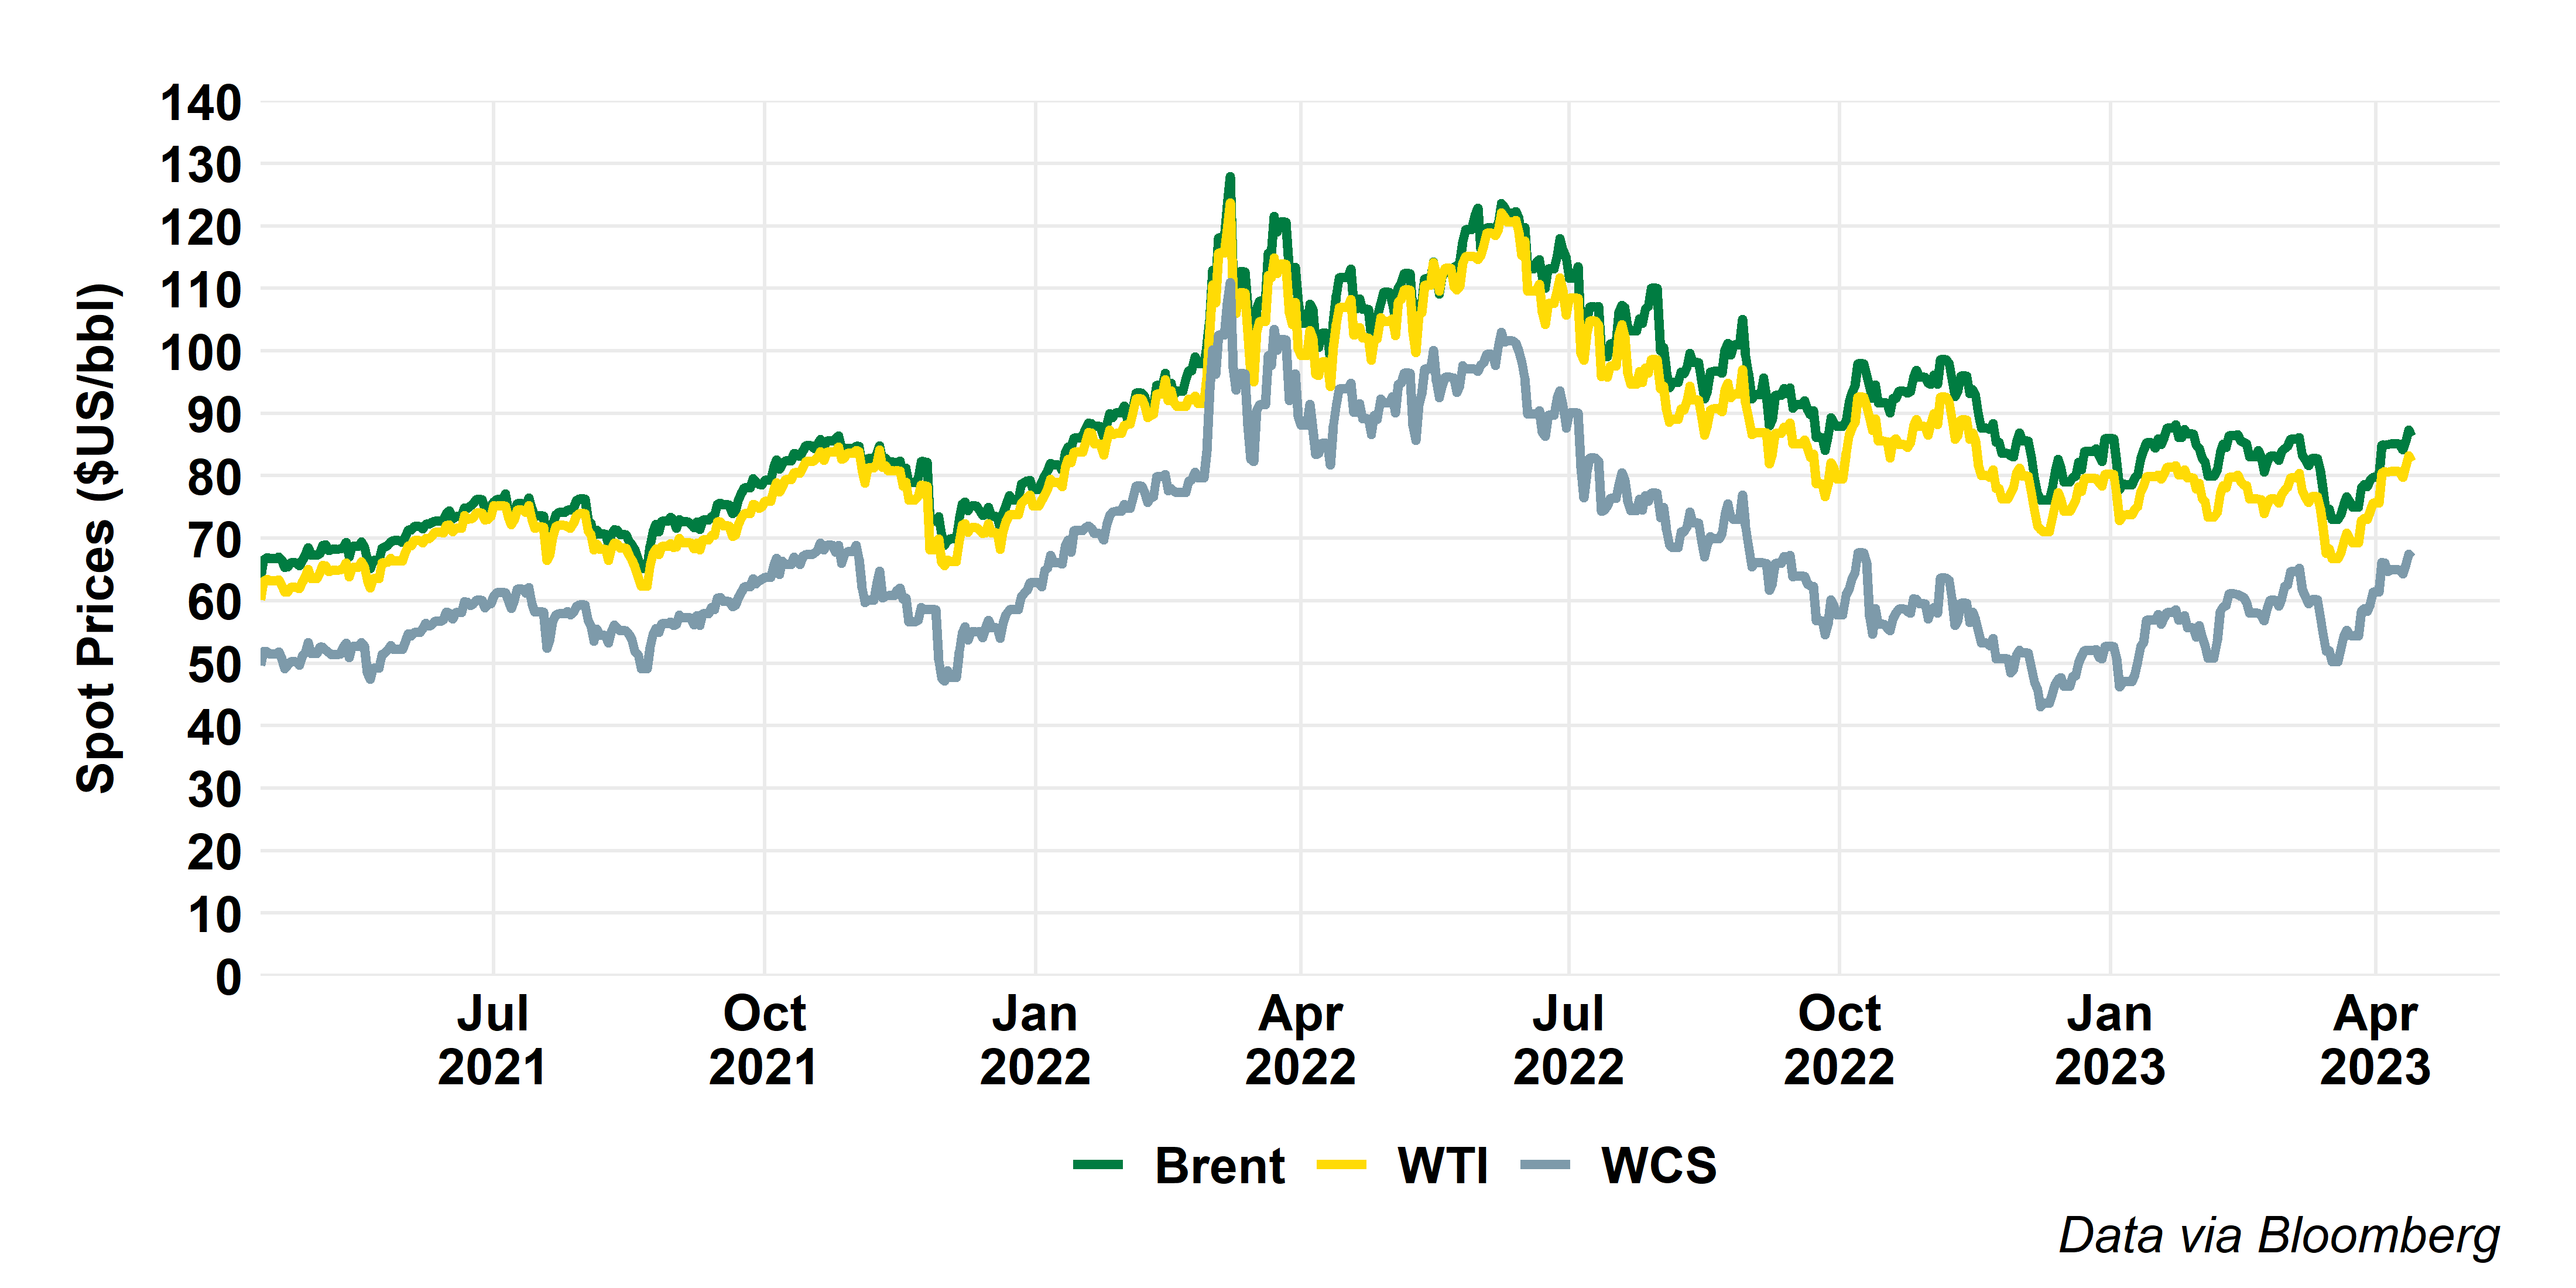 Spot Prices ($US/bbl)
140
130
120
110
100
90
80
70
60
50
40
30
20
10
0
Jul
2021
Oct
2021
Jan
2022
Apr
2022
Jul
2022
Oct
2022
Jan
2023
Apr
2023
Brent
WTI
WCS
Data via Bloomberg